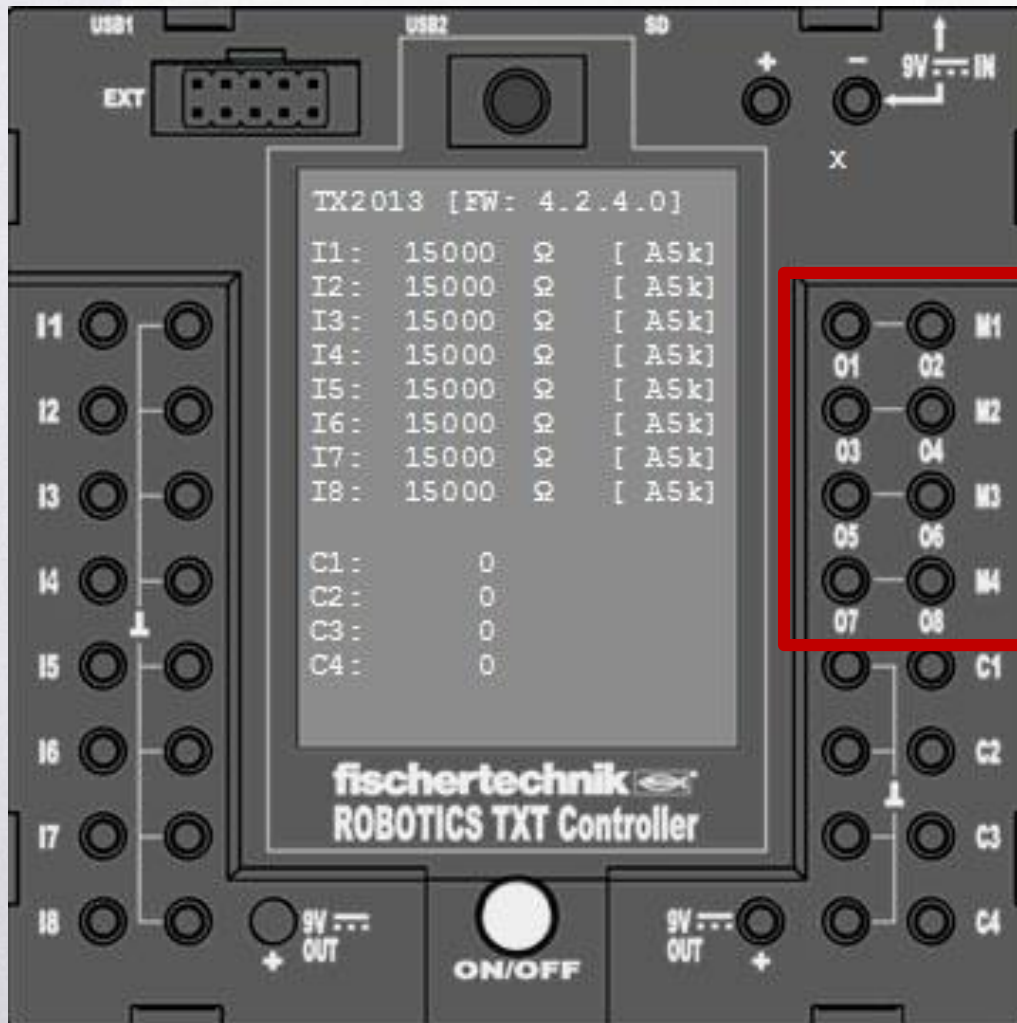 USB1 USB2 SD
+ − 9V IN
EXT
x
TX2013 [FW: 4.2.4.0]
I1: 15000 Ω [ A5k]
I2: 15000 Ω [ A5k]
I3: 15000 Ω [ A5k]
I4: 15000 Ω [ A5k]
I5: 15000 Ω [ A5k]
I6: 15000 Ω [ A5k]
I7: 15000 Ω [ A5k]
I8: 15000 Ω [ A5k]
C1: 0
C2: 0
C3: 0
C4: 0
fischertechnik
ROBOTICS TXT Controller
I1
I2
I3
I4
I5
I6
I7
I8
M1
O1 O2
M2
O3 O4
M3
O5 O6
M4
O7 O8
C1
C2
C3
C4
9V
OUT
+
ON/OFF
9V
OUT
+